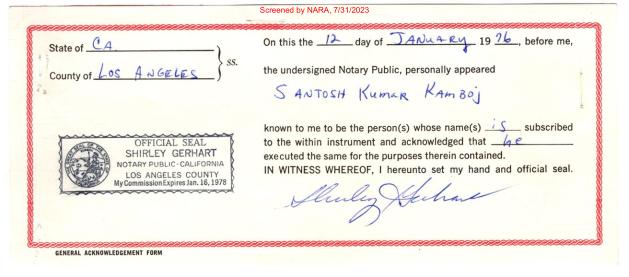 Screened by NARA, 7/31/2023
State of CA
County of LOS ANGELES
ss.
On this the 12 day of JANUARY 1976, before me,
the undersigned Notary Public, personally appeared
SANTOSH KUMAR KAMBOJ
known to me to be the person(s) whose name(s) is subscribed
to the within instrument and acknowledged that he
executed the same for the purposes therein contained.
IN WITNESS WHEREOF, I hereunto set my hand and official seal.
OFFICIAL SEAL
SHIRLEY GERHART
NOTARY PUBLIC - CALIFORNIA
LOS ANGELES COUNTY
My Commission Expires Jan. 16, 1978
Shirley Gerhart
GENERAL ACKNOWLEDGEMENT FORM